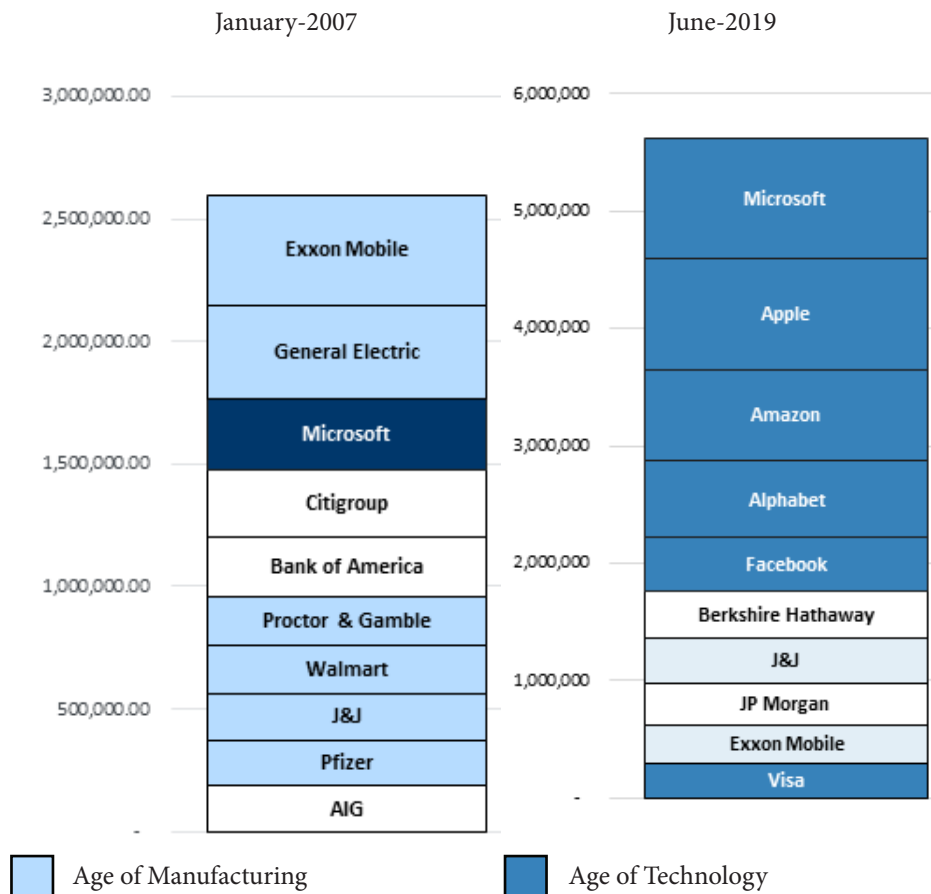 January-2007
3,000,000.00
2,500,000.00
2,000,000.00
1,500,000.00
1,000,000.00
500,000.00
-
Exxon Mobile
General Electric
Microsoft
Citigroup
Bank of America
Proctor & Gamble
Walmart
J&J
Pfizer
AIG
Age of Manufacturing
June-2019
6,000,000
5,000,000
4,000,000
3,000,000
2,000,000
1,000,000
-
Microsoft
Apple
Amazon
Alphabet
Facebook
Berkshire Hathaway
J&J
JP Morgan
Exxon Mobile
Visa
Age of Technology